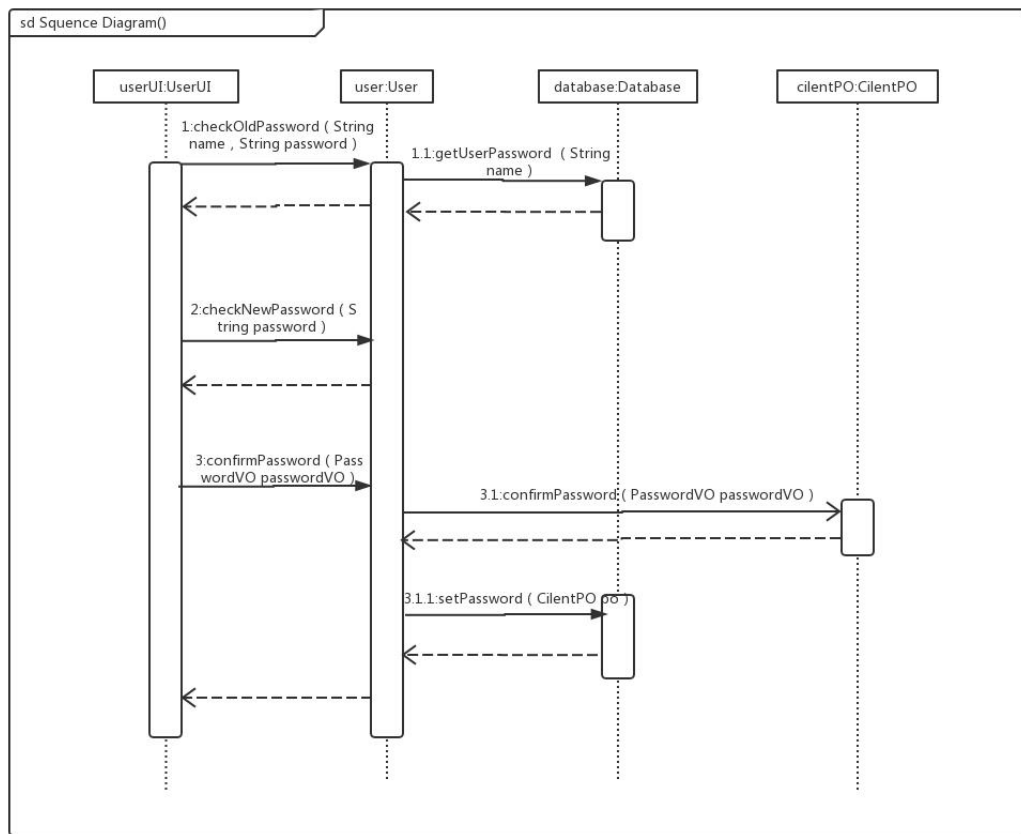 sd Squence Diagram()
userUI:UserUI
user:User
database:Database
cilentPO:CilentPO
1:checkOldPassword ( String
name , String password )
1.1:getUserPassword ( String
name )
2:checkNewPassword ( S
tring password )
3:confirmPassword ( Pass
wordVO passwordVO )
3.1:confirmPassword ( PasswordVO passwordVO )
3.1.1:setPassword ( CilentPO po )